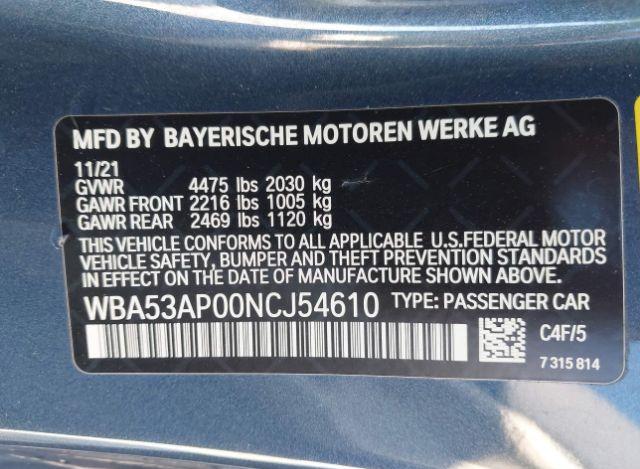 MFD BY BAYERISCHE MOTOREN WERKE AG
11/21
GVWR 4475 lbs 2030 kg
GAWR FRONT 2216 lbs 1005 kg
GAWR REAR 2469 lbs 1120 kg
THIS VEHICLE CONFORMS TO ALL APPLICABLE U.S.FEDERAL MOTOR
VEHICLE SAFETY, BUMPER AND THEFT PREVENTION STANDARDS
IN EFFECT ON THE DATE OF MANUFACTURE SHOWN ABOVE.
WBA53AP00NCJ54610 TYPE: PASSENGER CAR
C4F/5
7 315 814